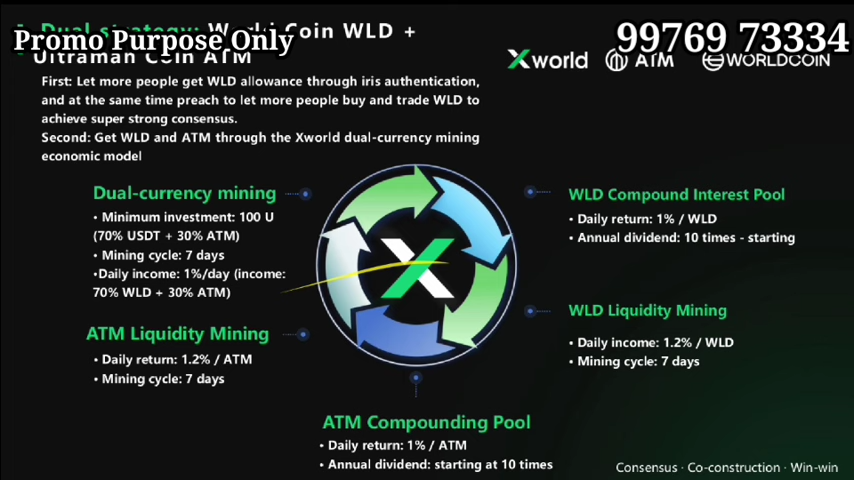 Dual strategy: World Coin WLD +
Ultraman Coin ATM
Promo Purpose Only
99769 73334
Xworld ATM WORLDCOIN
First: Let more people get WLD allowance through iris authentication,
and at the same time preach to let more people buy and trade WLD to
achieve super strong consensus.
Second: Get WLD and ATM through the Xworld dual-currency mining
economic model
Dual-currency mining
• Minimum investment: 100 U
(70% USDT + 30% ATM)
• Mining cycle: 7 days
•Daily income: 1%/day (income:
70% WLD + 30% ATM)
ATM Liquidity Mining
• Daily return: 1.2% / ATM
• Mining cycle: 7 days
WLD Compound Interest Pool
• Daily return: 1% / WLD
• Annual dividend: 10 times - starting
WLD Liquidity Mining
• Daily income: 1.2% / WLD
• Mining cycle: 7 days
ATM Compounding Pool
• Daily return: 1% / ATM
• Annual dividend: starting at 10 times
Consensus · Co-construction · Win-win